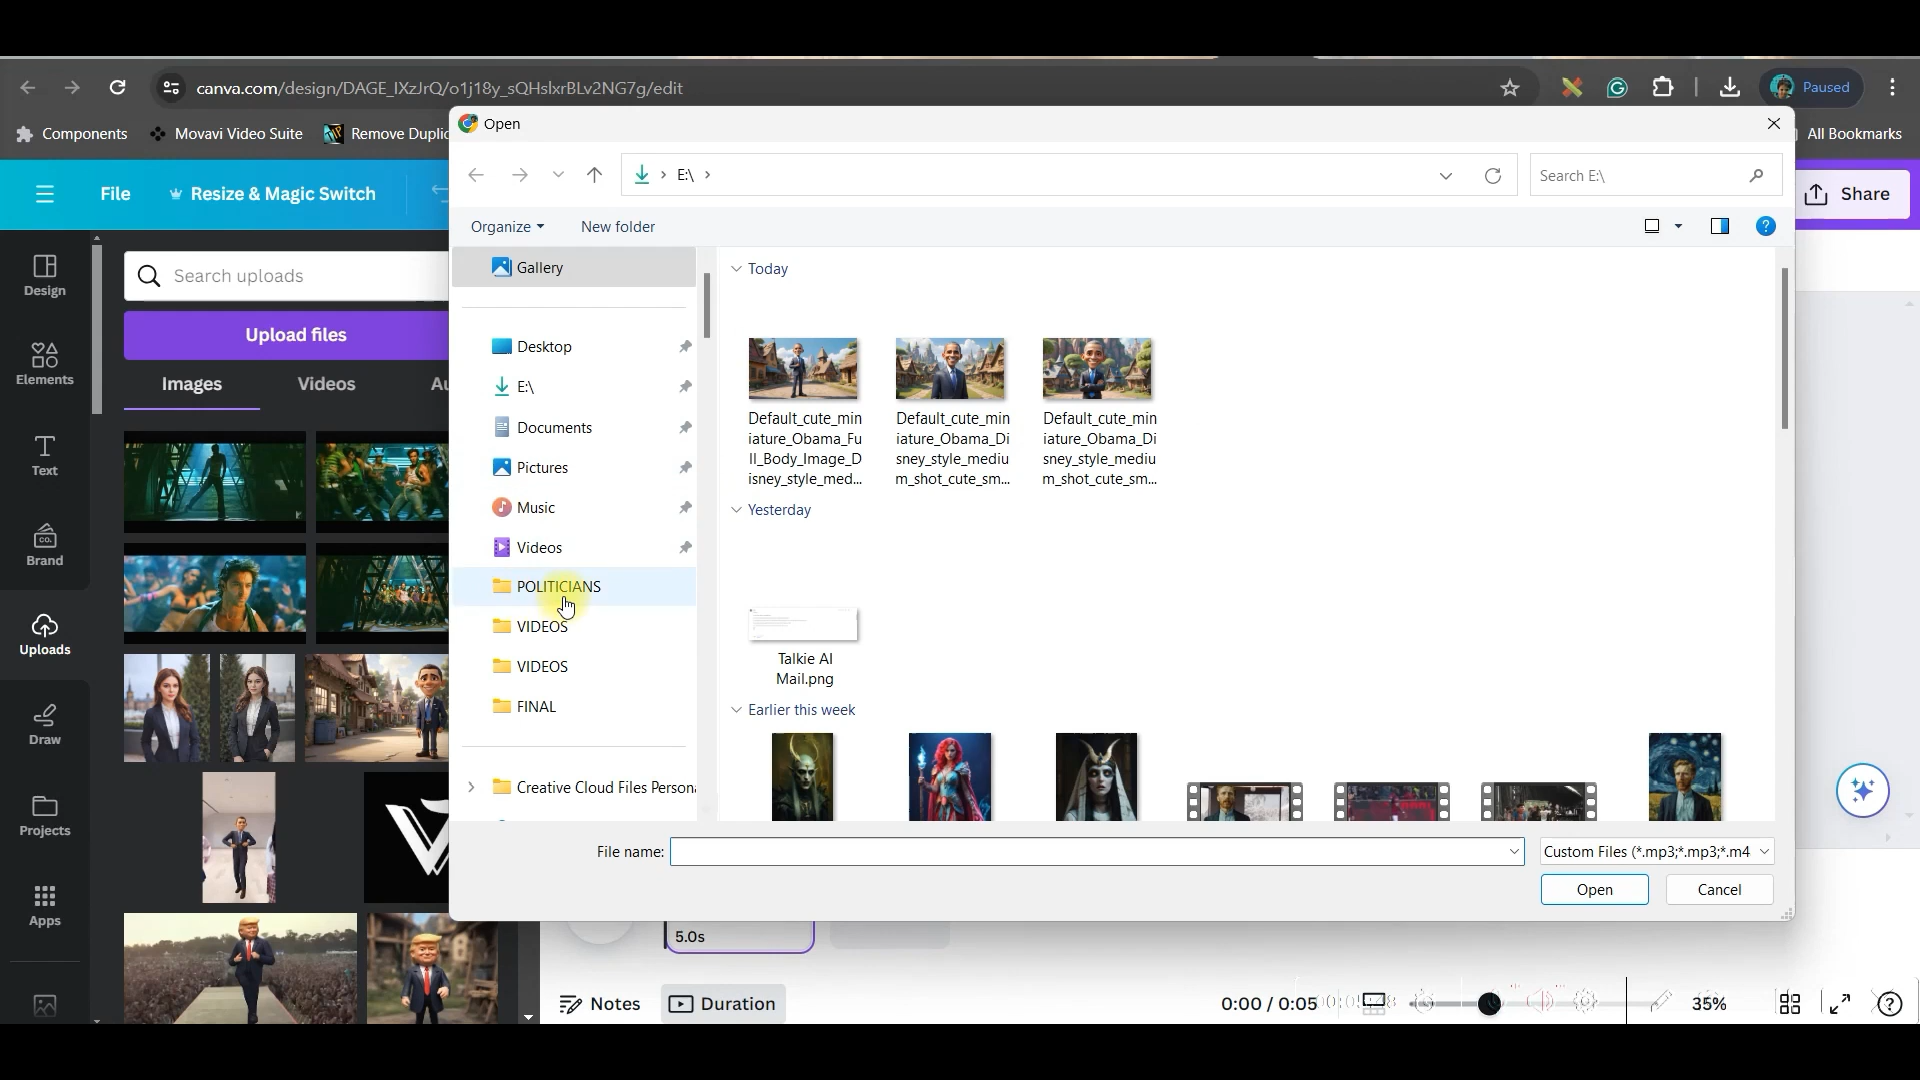 canva.com/design/DAGE_IXzJrQ/o1j18y_sQHslxrBLv2NG7g/edit
Paused
Components
Movavi Video Suite
Remove Duplic
All Bookmarks
Open
E:\
Search E:\
File
Resize & Magic Switch
Share
Organize
New folder
Design
Elements
Text
Brand
Uploads
Draw
Projects
Apps
Search uploads
Upload files
Images
Videos
Au
Gallery
Desktop
E:\
Documents
Pictures
Music
Videos
POLITICIANS
VIDEOS
VIDEOS
FINAL
Creative Cloud Files Persona
Today
Default_cute_min
iature_Obama_Fu
ll_Body_Image_D
isney_style_med...
Default_cute_min
iature_Obama_Di
sney_style_mediu
m_shot_cute_sm...
Default_cute_min
iature_Obama_Di
sney_style_mediu
m_shot_cute_sm...
Yesterday
Talkie AI
Mail.png
Earlier this week
File name:
Custom Files (*.mp3;*.mp3;*.m4
Open
Cancel
5.0s
Notes
Duration
0:00 / 0:05
35%